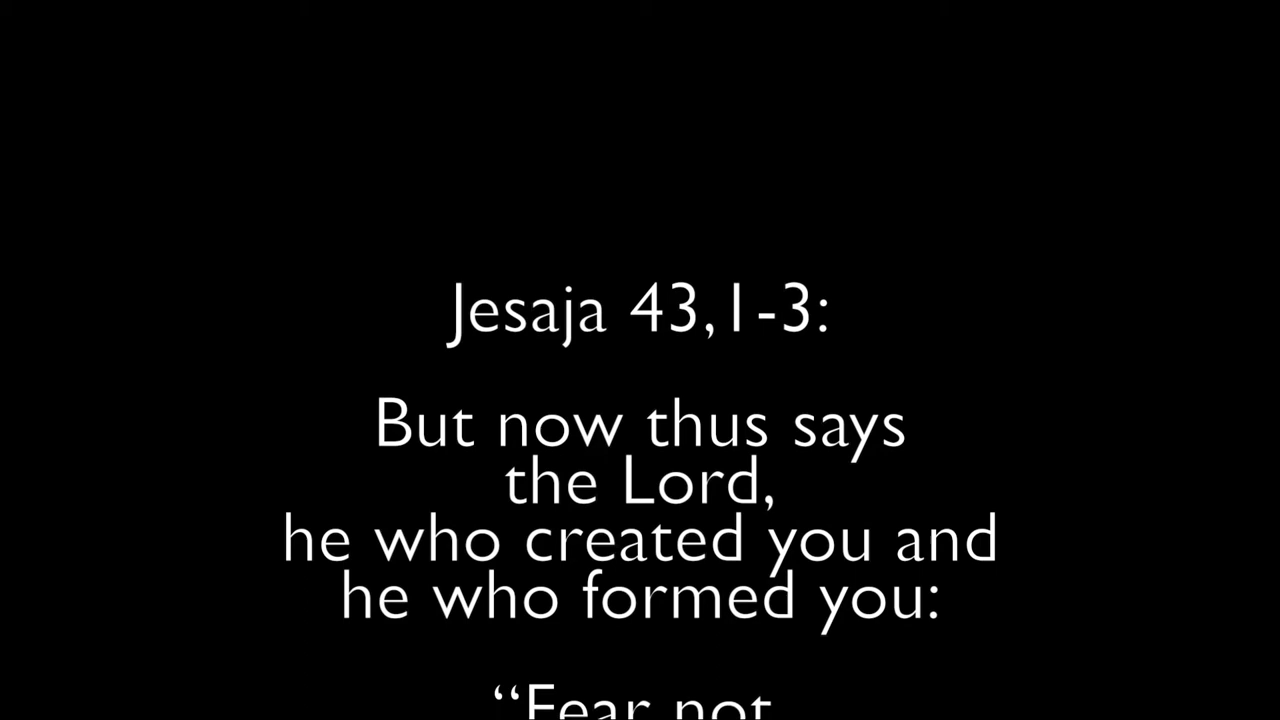 Jesaja 43,1-3:
But now thus says
the Lord,
he who created you and
he who formed you:
“Fear not